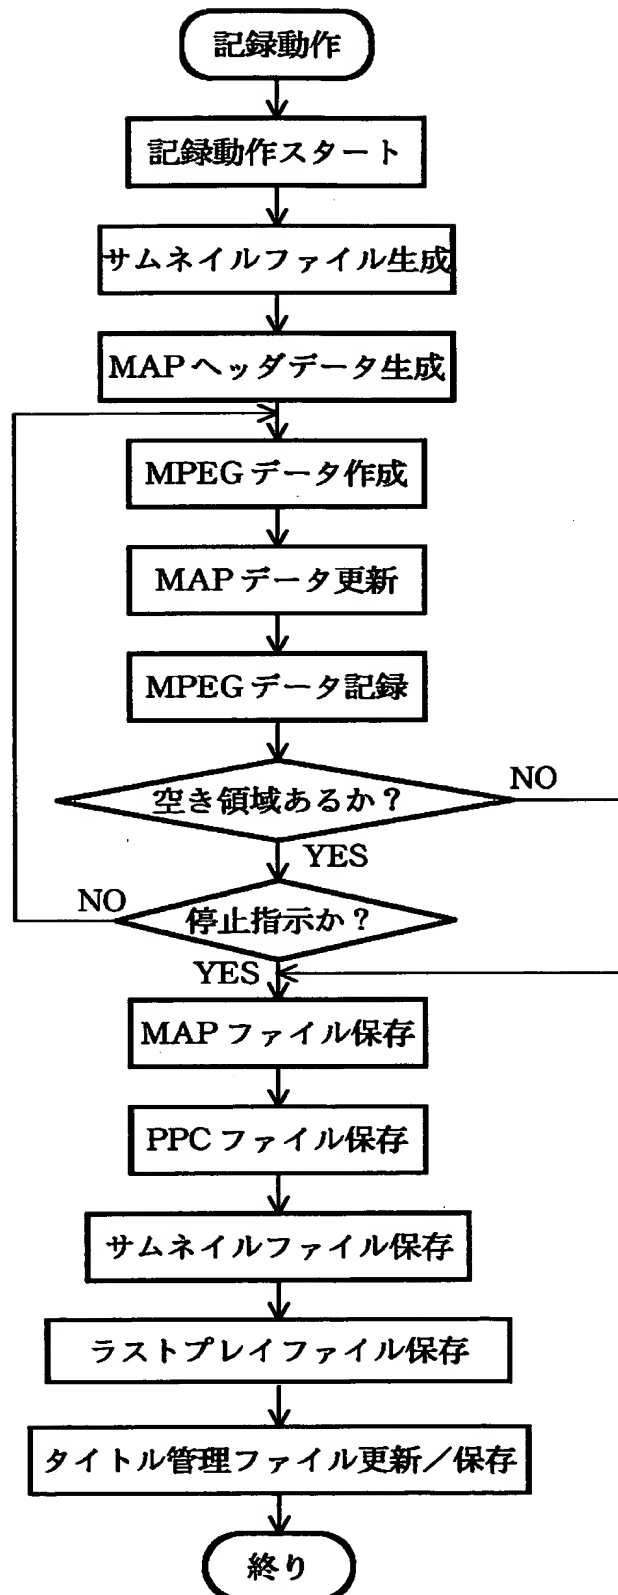 記録動作
記録動作スタート
サムネイルファイル生成
MAPヘッダデータ生成
MPEGデータ作成
MAPデータ更新
MPEGデータ記録
空き領域あるか？
NO
YES
NO
停止指示か？
YES
MAPファイル保存
PPCファイル保存
サムネイルファイル保存
ラストプレイファイル保存
タイトル管理ファイル更新／保存
終り